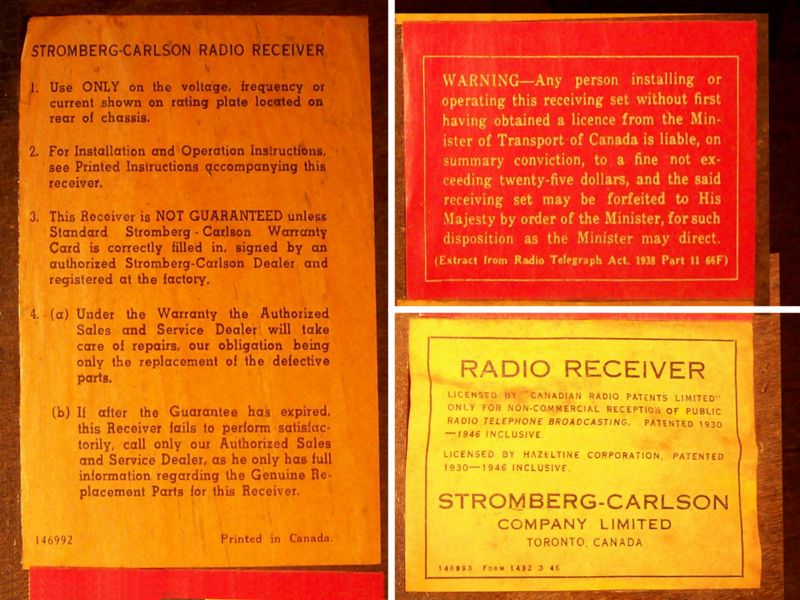 STROMBERG-CARLSON RADIO RECEIVER
1. Use ONLY on the voltage, frequency or
current shown on rating plate located on
rear of chassis.
2. For Installation and Operation Instructions,
see Printed Instructions accompanying this
receiver.
3. This Receiver is NOT GUARANTEED unless
Standard Stromberg-Carlson Warranty
Card is correctly filled in, signed by an
authorized Stromberg-Carlson Dealer and
registered at the factory.
4. (a) Under the Warranty the Authorized
Sales and Service Dealer will take
care of repairs, our obligation being
only the replacement of the defective
parts.
(b) If after the Guarantee has expired,
this Receiver fails to perform satisfac-
torily, call only our Authorized Sales
and Service Dealer, as he only has full
information regarding the Genuine Re-
placement Parts for this Receiver.
146992 Printed in Canada.
WARNING—Any person installing or
operating this receiving set without first
having obtained a licence from the Min-
ister of Transport of Canada is liable, on
summary conviction, to a fine not ex-
ceeding twenty-five dollars, and the said
receiving set may be forfeited to His
Majesty by order of the Minister, for such
disposition as the Minister may direct.
(Extract from Radio Telegraph Act, 1938 Part 11 66F)
RADIO RECEIVER
LICENSED BY "CANADIAN RADIO PATENTS LIMITED"
ONLY FOR NON-COMMERCIAL RECEPTION OF PUBLIC
RADIO TELEPHONE BROADCASTING. PATENTED 1930
—1946 INCLUSIVE.
LICENSED BY HAZELTINE CORPORATION, PATENTED
1930—1946 INCLUSIVE.
STROMBERG-CARLSON
COMPANY LIMITED
TORONTO, CANADA
146993 FORM 1432 3 46